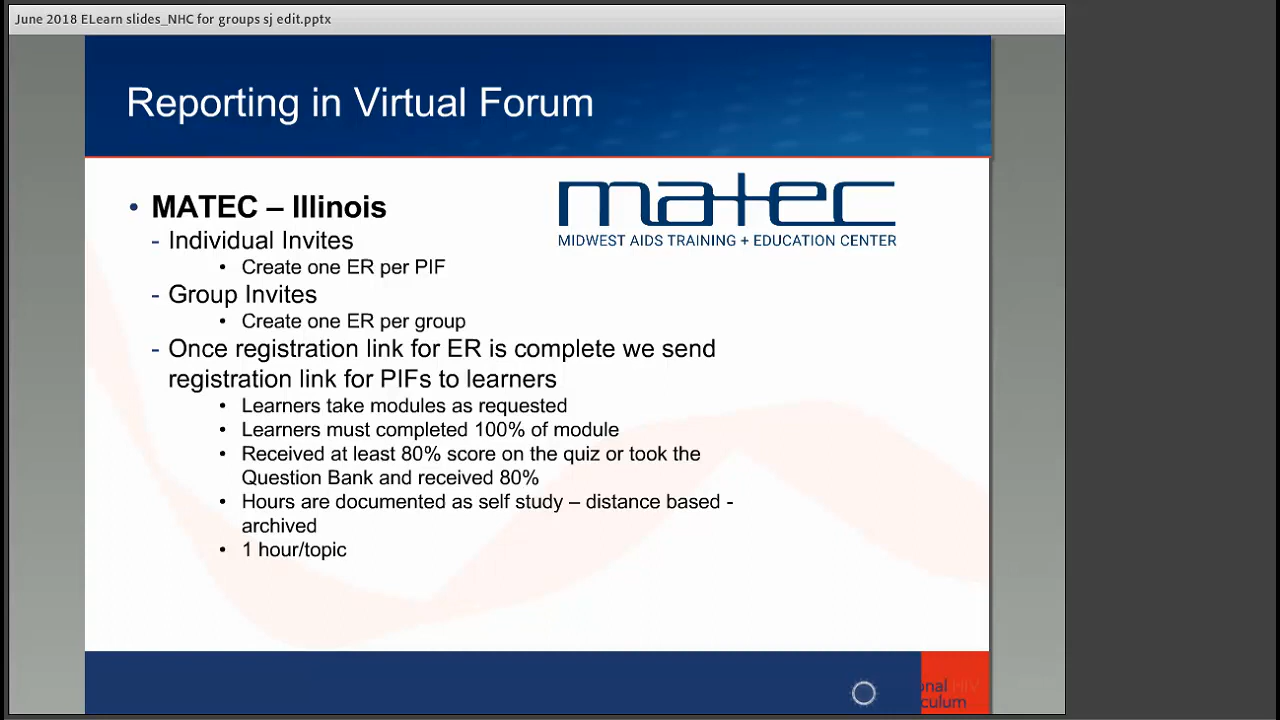 June 2018 ELearn slides_NHC for groups sj edit.pptx
Reporting in Virtual Forum
matec
MIDWEST AIDS TRAINING + EDUCATION CENTER
• MATEC – Illinois
- Individual Invites
• Create one ER per PIF
- Group Invites
• Create one ER per group
- Once registration link for ER is complete we send
registration link for PIFs to learners
• Learners take modules as requested
• Learners must completed 100% of module
• Received at least 80% score on the quiz or took the
Question Bank and received 80%
• Hours are documented as self study – distance based -
archived
• 1 hour/topic
onal HIV
culum